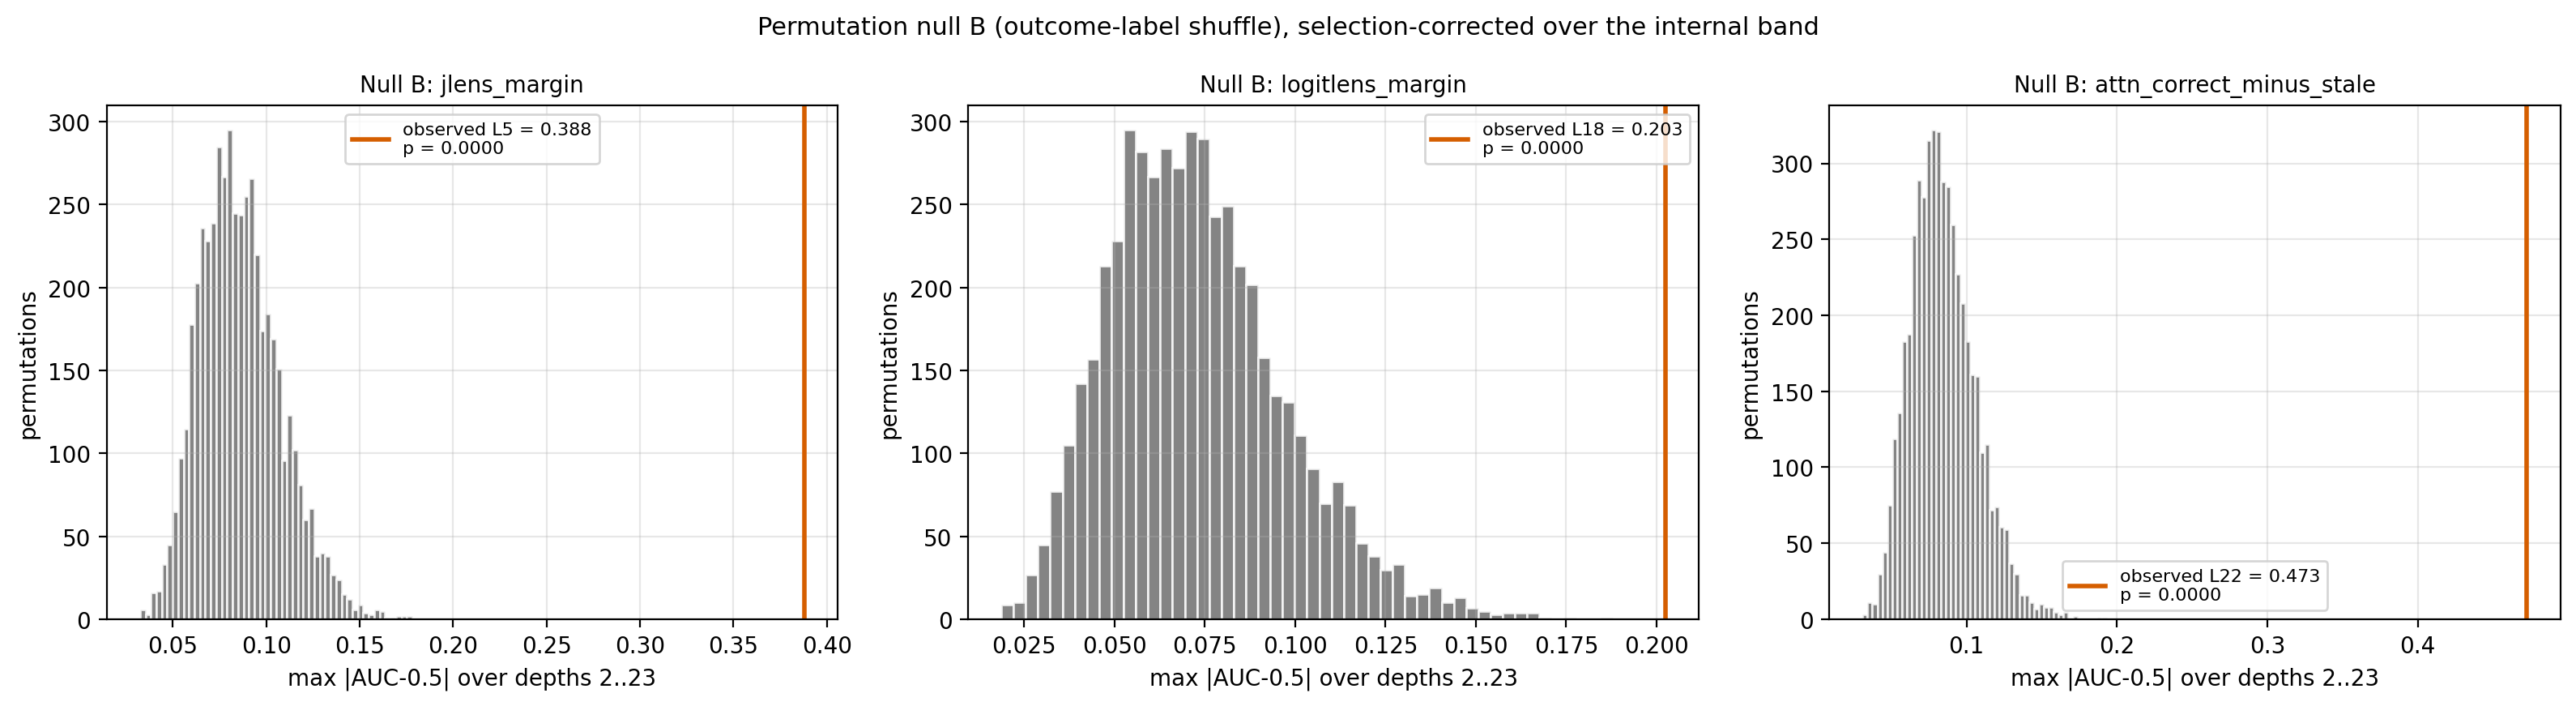 Permutation null B (outcome-label shuffle), selection-corrected over the internal band
Null B: jlens_margin
observed L5 = 0.388
p = 0.0000
permutations
300
250
200
150
100
50
0
0.05 0.10 0.15 0.20 0.25 0.30 0.35 0.40
max |AUC-0.5| over depths 2..23
Null B: logitlens_margin
observed L18 = 0.203
p = 0.0000
permutations
300
250
200
150
100
50
0
0.025 0.050 0.075 0.100 0.125 0.150 0.175 0.200
max |AUC-0.5| over depths 2..23
Null B: attn_correct_minus_stale
permutations
300
250
200
150
100
50
0
observed L22 = 0.473
p = 0.0000
0.1 0.2 0.3 0.4
max |AUC-0.5| over depths 2..23